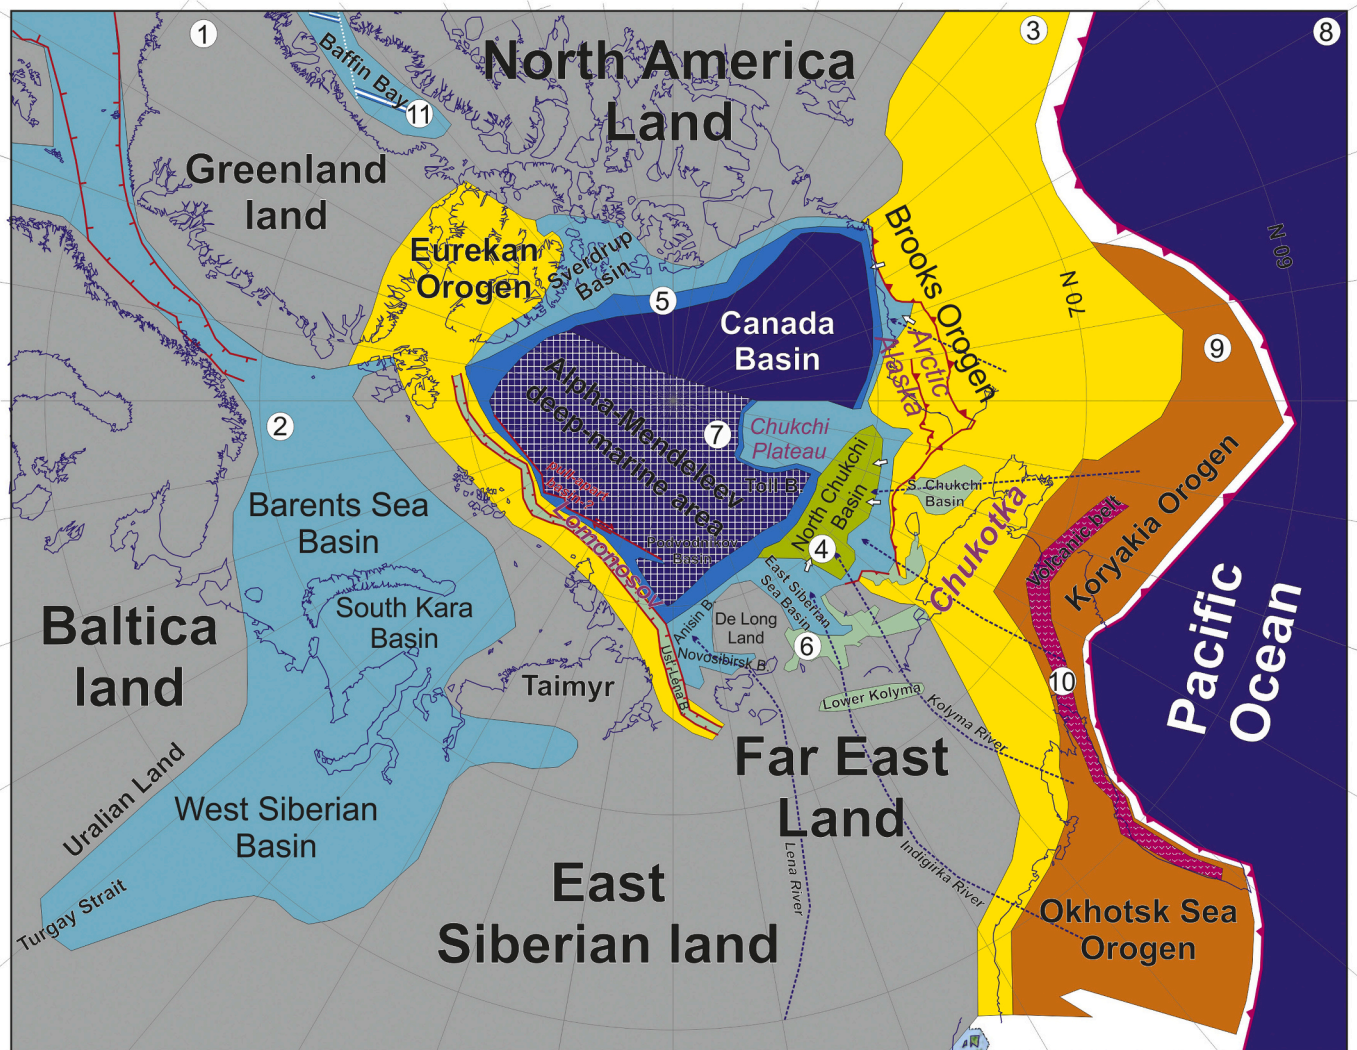 1
3
8
Baffin Bay
11
North America
Land
Greenland
land
60 N
70 N
Eurekan
Orogen
Sverdrup
Basin
5
Brooks Orogen
Canada
Basin
Arctic
Alaska
9
2
Alpha-Mendeleev
deep-marine area
7
Chukchi
Plateau
Toll B.
North Chukchi
Basin
4
S. Chukchi
Basin
Chukotka
Volcanic belt
Koryakia Orogen
Barents Sea
Basin
pull-apart
Lomonosov
Podvodnikov
Basin
South Kara
Basin
Baltica
land
East Siberian
Sea Basin
6
De Long
Land
Anisin B.
Novosibirsk B.
Ust-Lena B.
Taimyr
Lower Kolyma
10
Pacific
Ocean
Kolyma River
Far East
Land
Uralian Land
West Siberian
Basin
Turgay Strait
Lena River
Indigirka River
East
Siberian land
Okhotsk Sea
Orogen